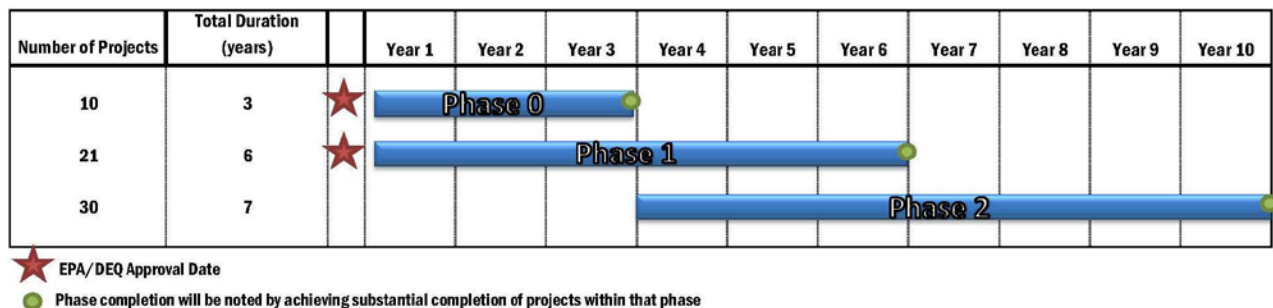 Number of Projects Total Duration (years) Year 1 Year 2 Year 3 Year 4 Year 5 Year 6 Year 7 Year 8 Year 9 Year 10
10 3 Phase 0
21 6 Phase 1
30 7 Phase 2
EPA/DEQ Approval Date
Phase completion will be noted by achieving substantial completion of projects within that phase